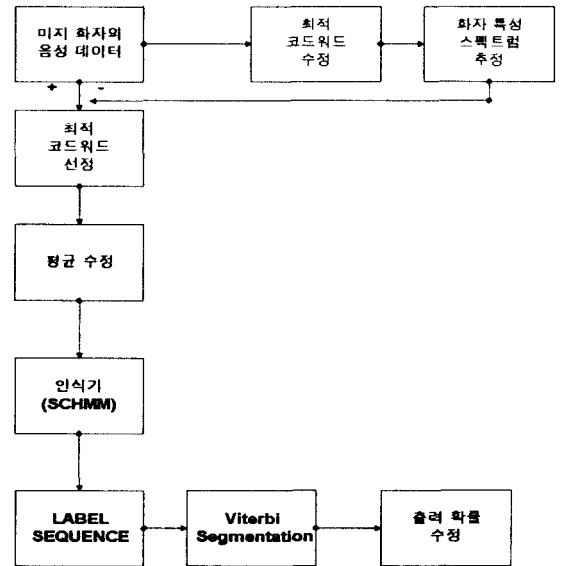 미지 화자의
음성 데이터
최적
코드워드
수정
화자 특성
스펙트럼
추정
+ -
최적
코드워드
선정
평균 수정
인식기
(SCHMM)
LABEL
SEQUENCE
Viterbi
Segmentation
출력 확률
수정